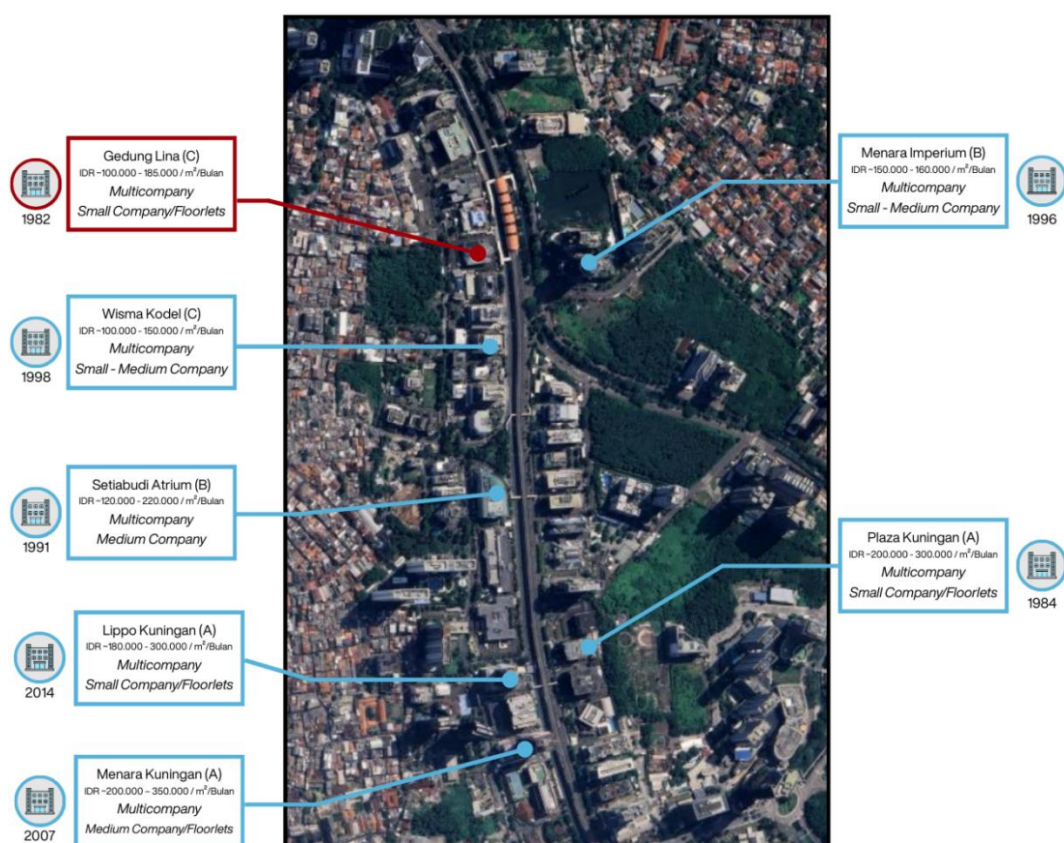 Gedung Lina (C)
IDR ~100.000 - 185.000 / m²/Bulan
Multicompany
Small Company/Floorlets
1982
Wisma Kodel (C)
IDR ~100.000 - 150.000 / m²/Bulan
Multicompany
Small - Medium Company
1998
Setiabudi Atrium (B)
IDR ~120.000 - 220.000 / m²/Bulan
Multicompany
Medium Company
1991
Lippo Kuningan (A)
IDR ~180.000 - 300.000 / m²/Bulan
Multicompany
Small Company/Floorlets
2014
Menara Kuningan (A)
IDR ~200.000 – 350.000 / m²/Bulan
Multicompany
Medium Company/Floorlets
2007
Menara Imperium (B)
IDR ~150.000 - 160.000 / m²/Bulan
Multicompany
Small - Medium Company
1996
Plaza Kuningan (A)
IDR ~200.000 - 300.000 / m²/Bulan
Multicompany
Small Company/Floorlets
1984